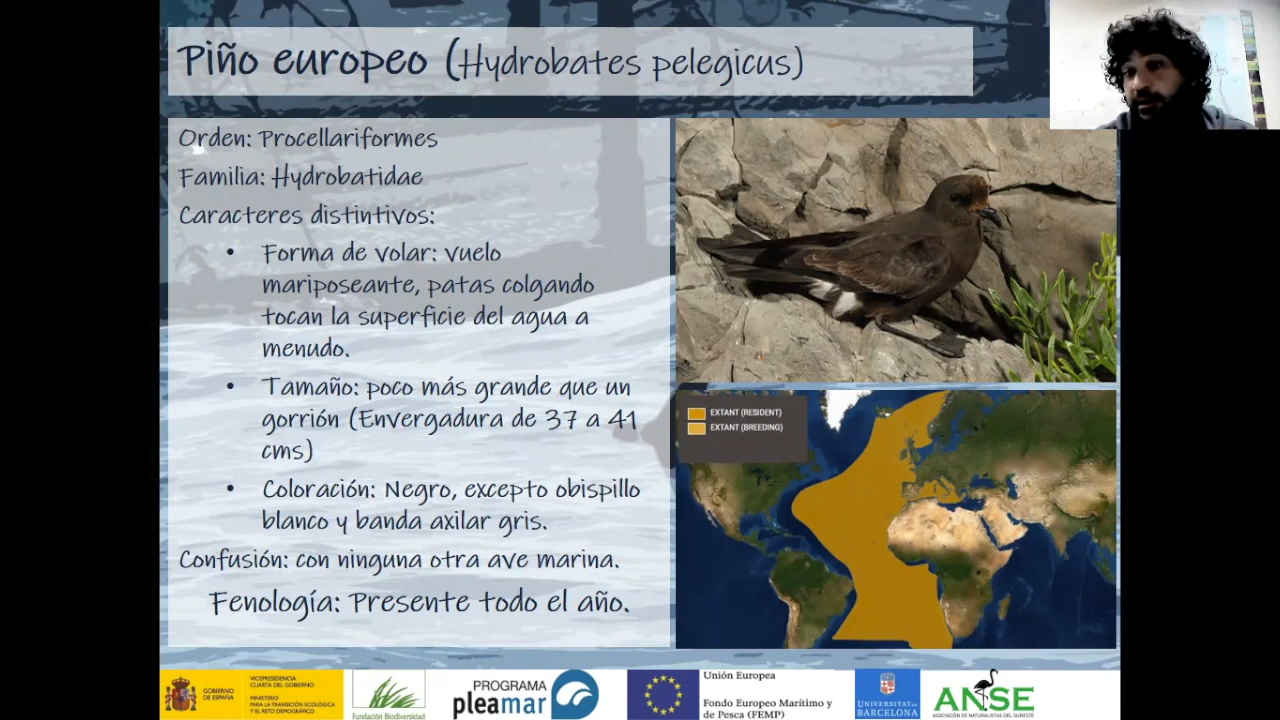 Piño europeo (Hydrobates pelegicus)
Orden: Procellariformes
Familia: Hydrobatidae
Caracteres distintivos:
• Forma de volar: vuelo
mariposeante, patas colgando
tocan la superficie del agua a
menudo.
• Tamaño: poco más grande que un
gorrión (Envergadura de 37 a 41
cms)
• Coloración: Negro, excepto obispillo
blanco y banda axilar gris.
Confusión: con ninguna otra ave marina.
Fenología: Presente todo el año.
EXTANT (RESIDENT)
EXTANT (BREEDING)
GOBIERNO
DE ESPAÑA
VICEPRESIDENCIA
CUARTA DEL GOBIERNO
MINISTERIO
PARA LA TRANSICIÓN ECOLÓGICA
Y EL RETO DEMOGRÁFICO
Fundación Biodiversidad
PROGRAMA
pleamar
Unión Europea
Fondo Europeo Marítimo y
de Pesca (FEMP)
UNIVERSITAT DE
BARCELONA
ANSE
ASOCIACIÓN DE NATURALISTAS DEL SURESTE